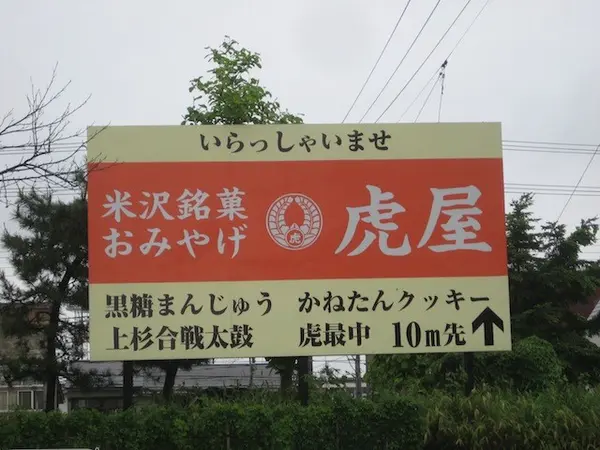 いらっしゃいませ
米沢銘菓
おみやげ
虎
虎屋
黒糖まんじゅう かねたんクッキー
上杉合戦太鼓 虎最中 10m先↑